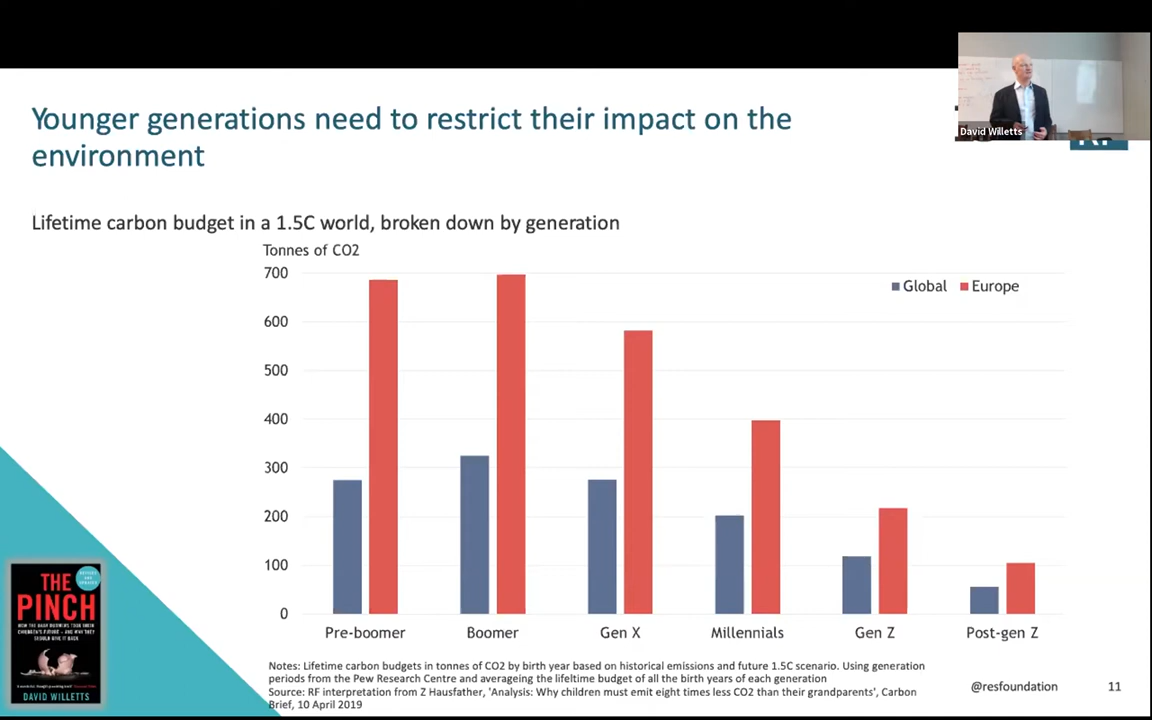 David Willetts
Younger generations need to restrict their impact on the
environment
Lifetime carbon budget in a 1.5C world, broken down by generation
Tonnes of CO2
700
600
500
400
300
200
100
0
Global Europe
Pre-boomer Boomer Gen X Millennials Gen Z Post-gen Z
Notes: Lifetime carbon budgets in tonnes of CO2 by birth year based on historical emissions and future 1.5C scenario. Using generation
periods from the Pew Research Centre and averageing the lifetime budget of all the birth years of each generation
Source: RF interpretation from Z Hausfather, 'Analysis: Why children must emit eight times less CO2 than their grandparents', Carbon
Brief, 10 April 2019
@resfoundation
11
THE
PINCH
HOW THE BABY BOOMERS TOOK THEIR
CHILDREN'S FUTURE – AND WHY THEY
SHOULD GIVE IT BACK
DAVID WILLETTS